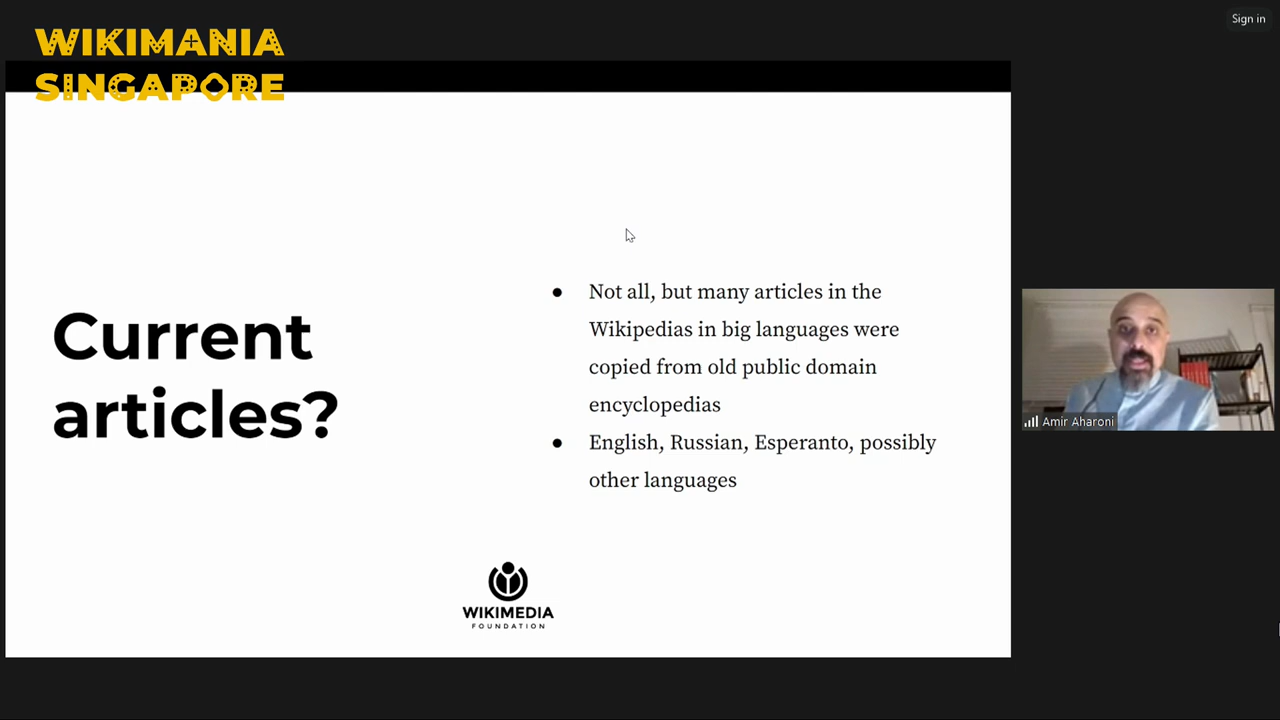 Sign in
WIKIMANIA
SINGAPORE
Current
articles?
● Not all, but many articles in the
Wikipedias in big languages were
copied from old public domain
encyclopedias
● English, Russian, Esperanto, possibly
other languages
WIKIMEDIA
FOUNDATION
Amir Aharoni